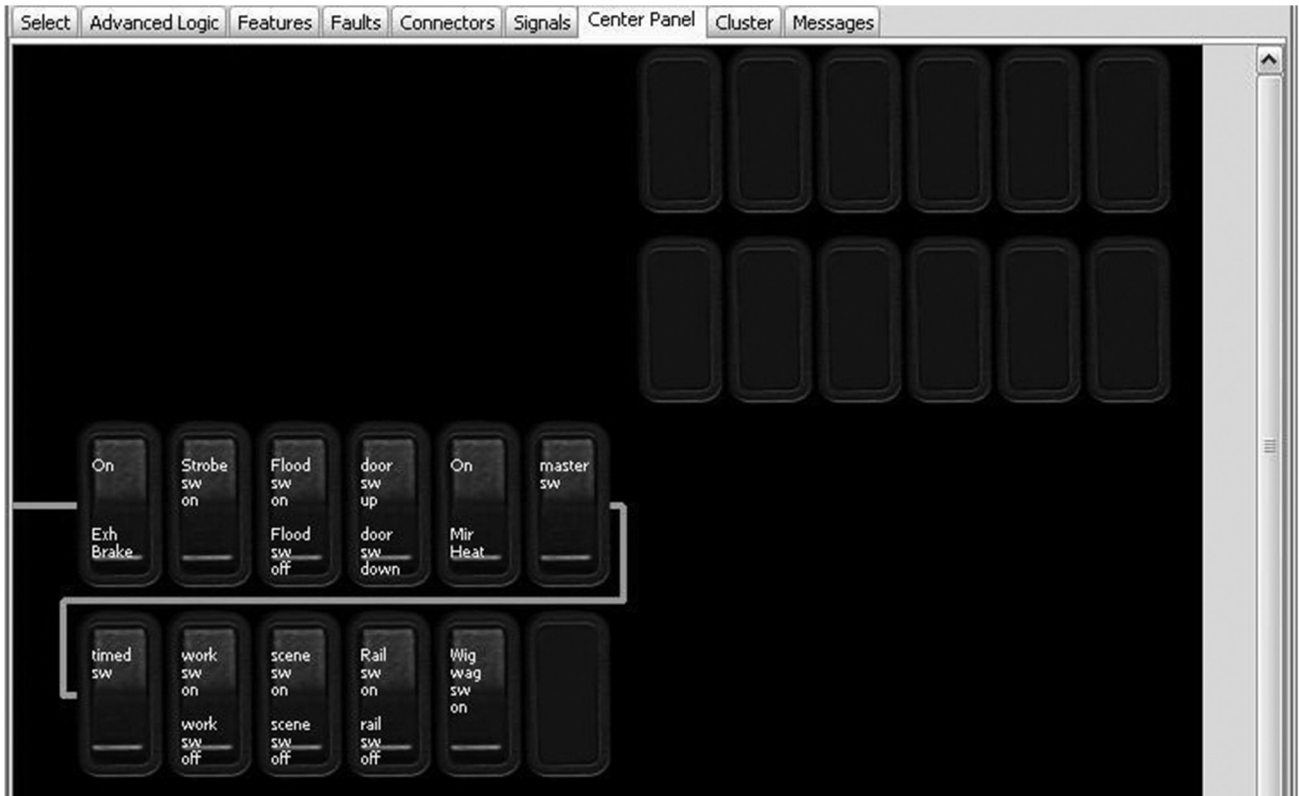 Select Advanced Logic Features Faults Connectors Signals Center Panel Cluster Messages
On
Exh
Brake
Strobe
sw
on
Flood
sw
on
Flood
sw
off
door
sw
up
door
sw
down
On
Mir
Heat
master
sw
timed
sw
work
sw
on
work
sw
off
scene
sw
on
scene
sw
off
Rail
sw
on
rail
sw
off
Wig
wag
sw
on